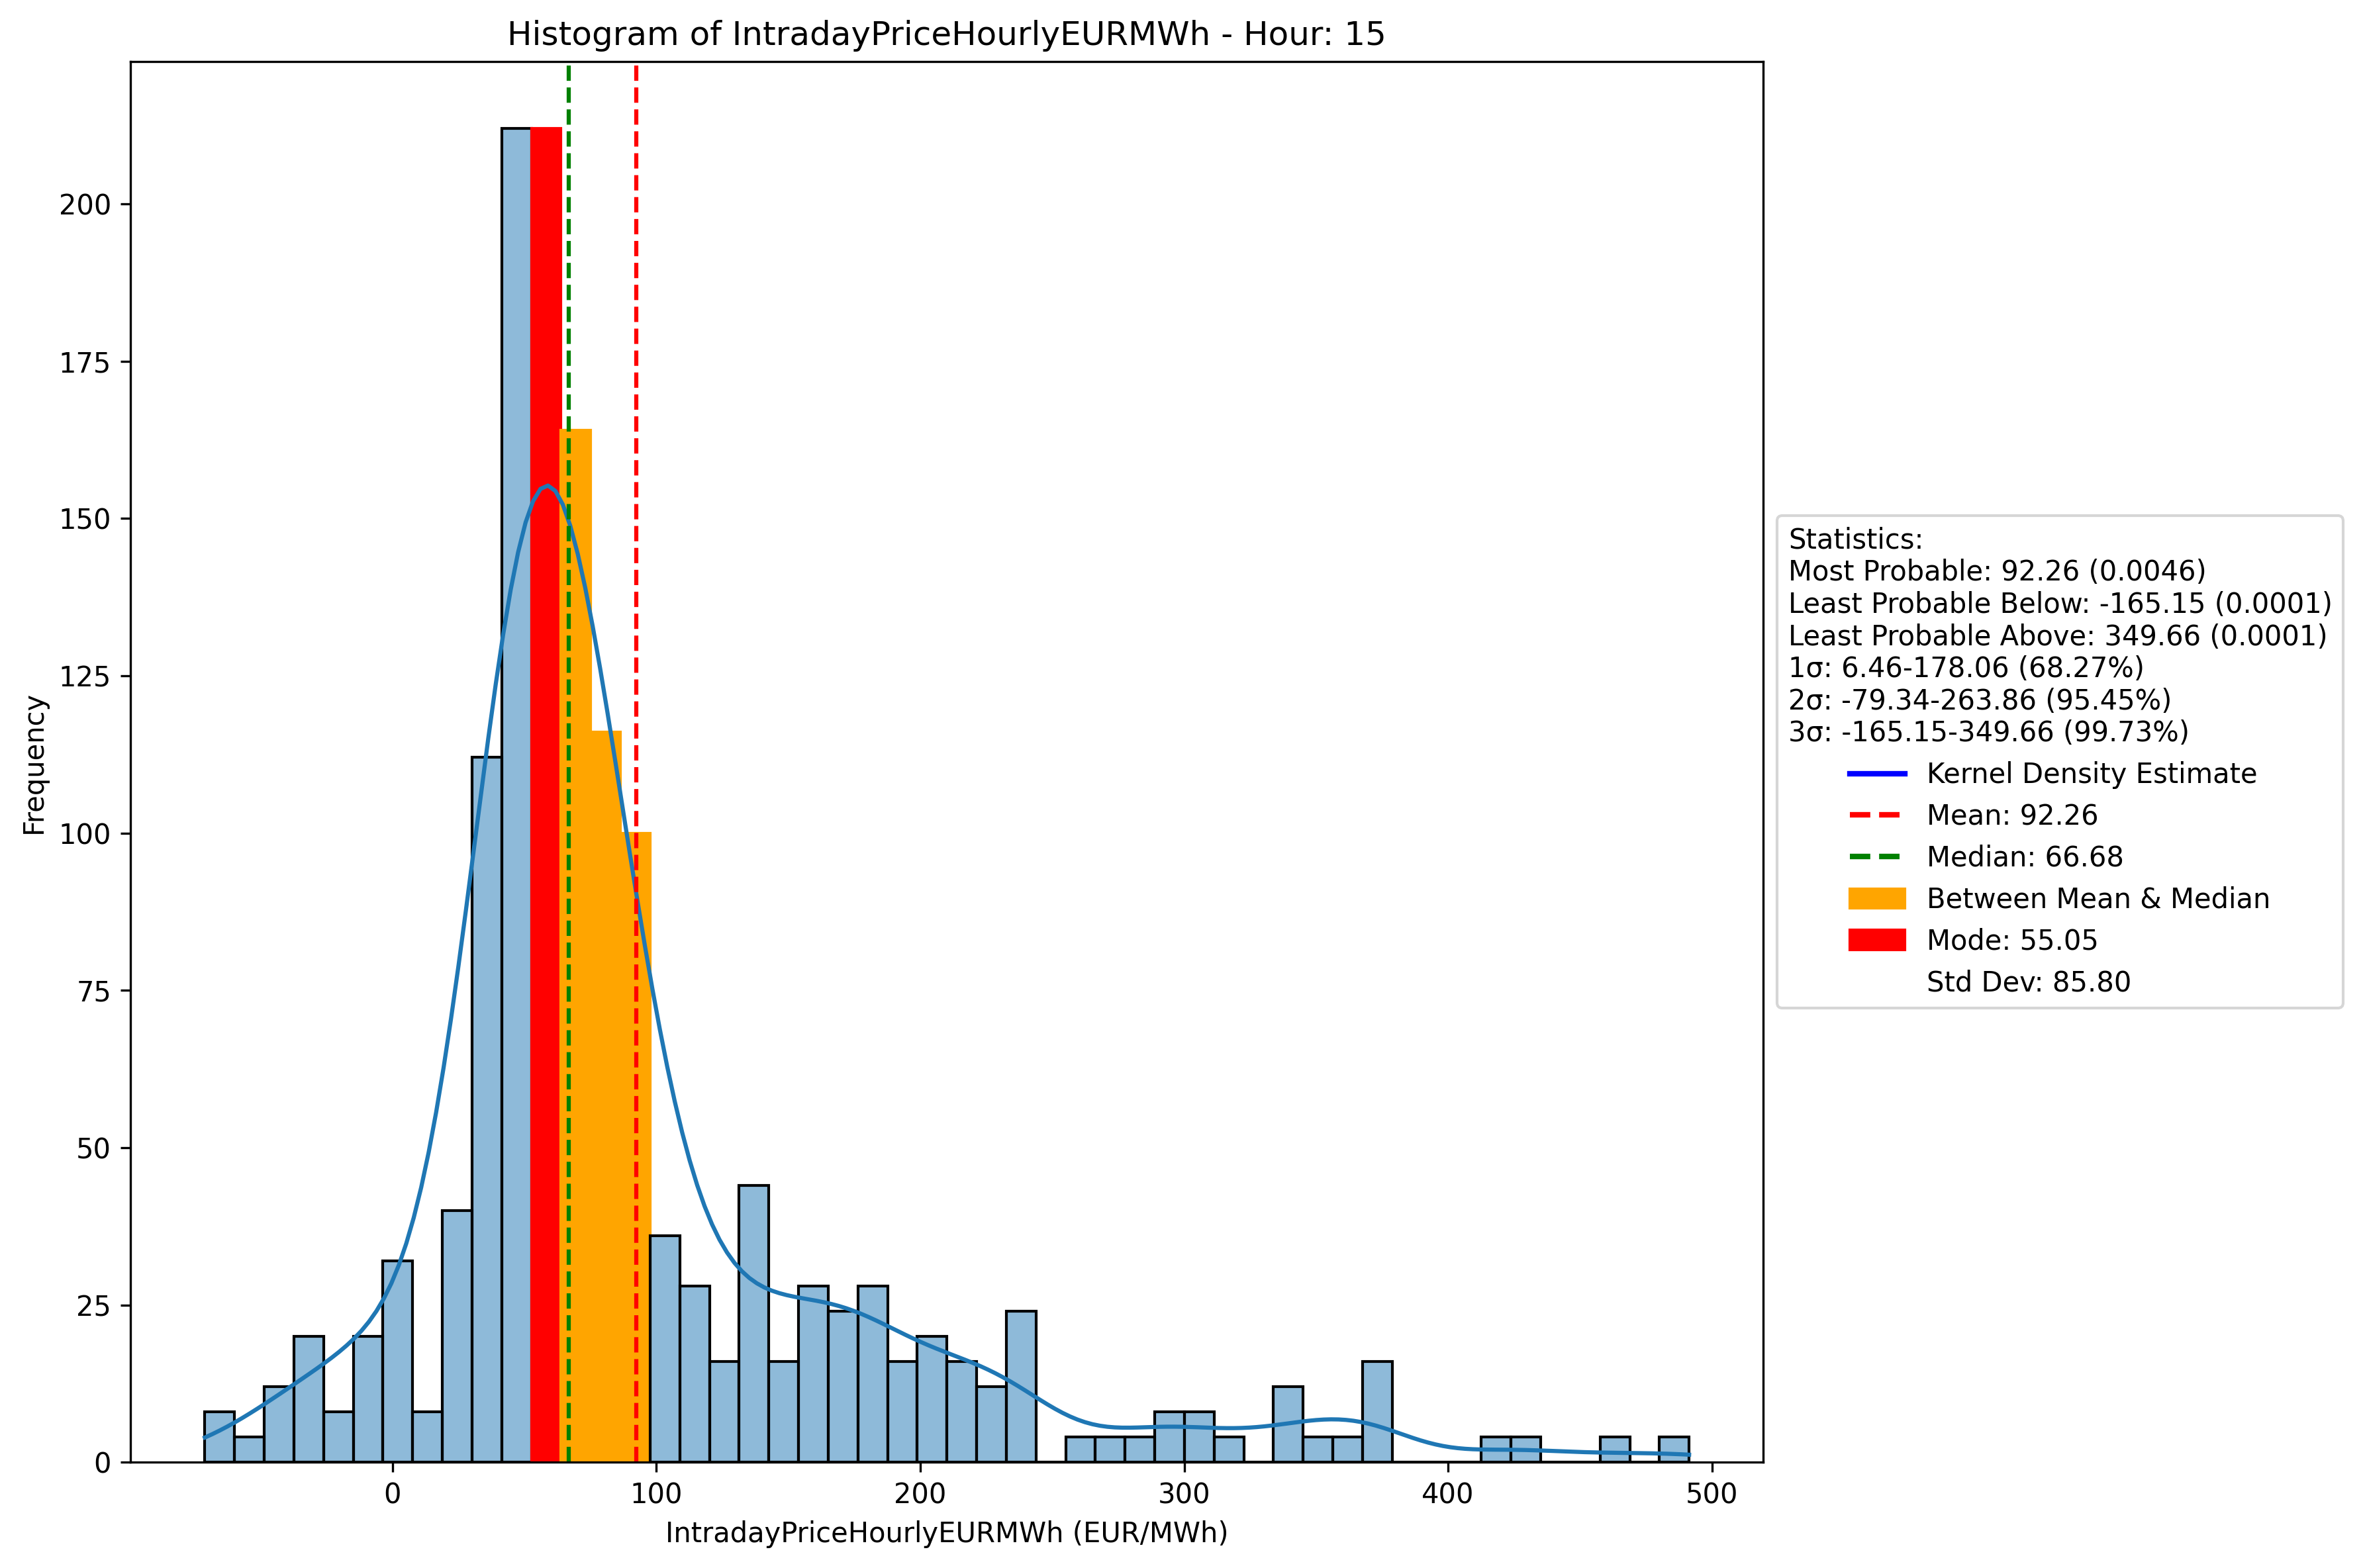 Histogram of IntradayPriceHourlyEURMWh - Hour: 15
Frequency
200
175
150
125
100
75
50
25
0
0 100 200 300 400 500
IntradayPriceHourlyEURMWh (EUR/MWh)
Statistics:
Most Probable: 92.26 (0.0046)
Least Probable Below: -165.15 (0.0001)
Least Probable Above: 349.66 (0.0001)
1σ: 6.46-178.06 (68.27%)
2σ: -79.34-263.86 (95.45%)
3σ: -165.15-349.66 (99.73%)
Kernel Density Estimate
Mean: 92.26
Median: 66.68
Between Mean & Median
Mode: 55.05
Std Dev: 85.80